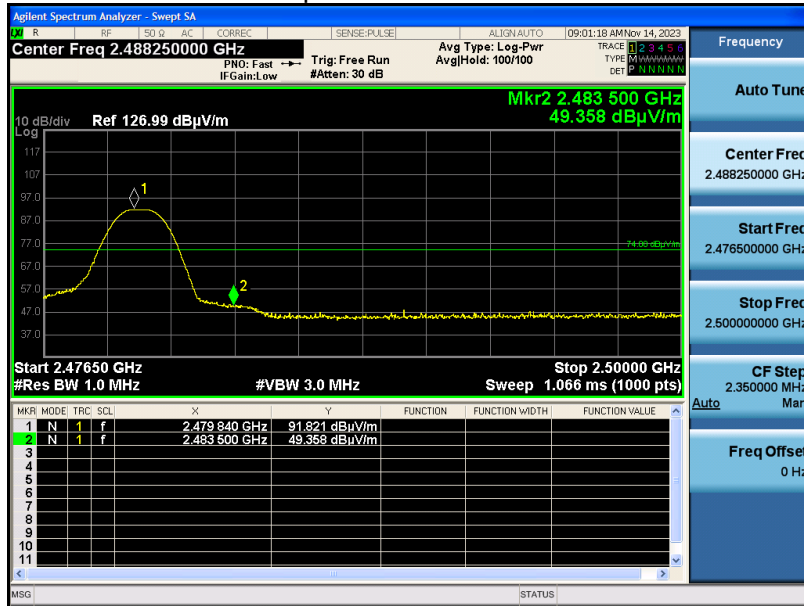 Agilent Spectrum Analyzer - Swept SA
LXI R RF 50 Ω AC CORREC SENSE:PULSE ALIGN AUTO 09:01:18 AM Nov 14, 2023
Center Freq 2.488250000 GHz
PNO: Fast
IFGain:Low
Trig: Free Run
#Atten: 30 dB
Avg Type: Log-Pwr
Avg|Hold: 100/100
TRACE 1 2 3 4 5 6
TYPE M
DET P N N N N N
Mkr2 2.483 500 GHz
49.358 dBµV/m
10 dB/div Ref 126.99 dBµV/m
Log
117
107
97.0
87.0
77.0
67.0
57.0
47.0
37.0
1
2
74.00 dBµV/m
Start 2.47650 GHz Stop 2.50000 GHz
#Res BW 1.0 MHz #VBW 3.0 MHz Sweep 1.066 ms (1000 pts)
MKR MODE TRC SCL X Y FUNCTION FUNCTION WIDTH FUNCTION VALUE
1 N 1 f 2.479 840 GHz 91.821 dBµV/m
2 N 1 f 2.483 500 GHz 49.358 dBµV/m
3
4
5
6
7
8
9
10
11
MSG STATUS
Frequency
Auto Tune
Center Freq
2.488250000 GHz
Start Freq
2.476500000 GHz
Stop Freq
2.500000000 GHz
CF Step
2.350000 MHz
Auto Man
Freq Offset
0 Hz